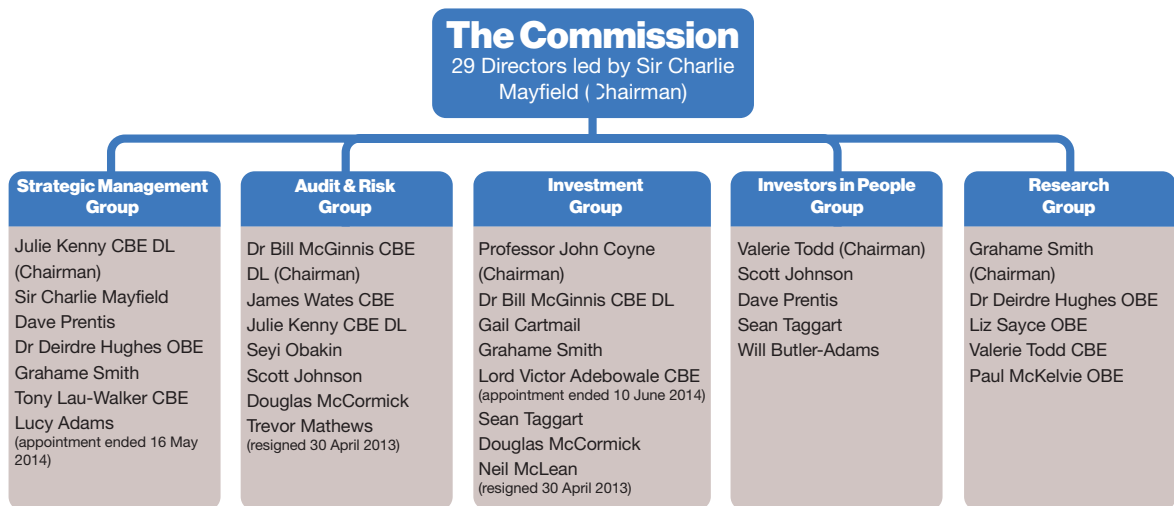 The Commission
29 Directors led by Sir Charlie
Mayfield (Chairman)
Strategic Management
Group
Julie Kenny CBE DL
(Chairman)
Sir Charlie Mayfield
Dave Prentis
Dr Deirdre Hughes OBE
Grahame Smith
Tony Lau-Walker CBE
Lucy Adams
(appointment ended 16 May
2014)
Audit & Risk
Group
Dr Bill McGinnis CBE
DL (Chairman)
James Wates CBE
Julie Kenny CBE DL
Seyi Obakin
Scott Johnson
Douglas McCormick
Trevor Mathews
(resigned 30 April 2013)
Investment
Group
Professor John Coyne
(Chairman)
Dr Bill McGinnis CBE DL
Gail Cartmail
Grahame Smith
Lord Victor Adebowale CBE
(appointment ended 10 June 2014)
Sean Taggart
Douglas McCormick
Neil McLean
(resigned 30 April 2013)
Investors in People
Group
Valerie Todd (Chairman)
Scott Johnson
Dave Prentis
Sean Taggart
Will Butler-Adams
Research
Group
Grahame Smith
(Chairman)
Dr Deirdre Hughes OBE
Liz Sayce OBE
Valerie Todd CBE
Paul McKelvie OBE